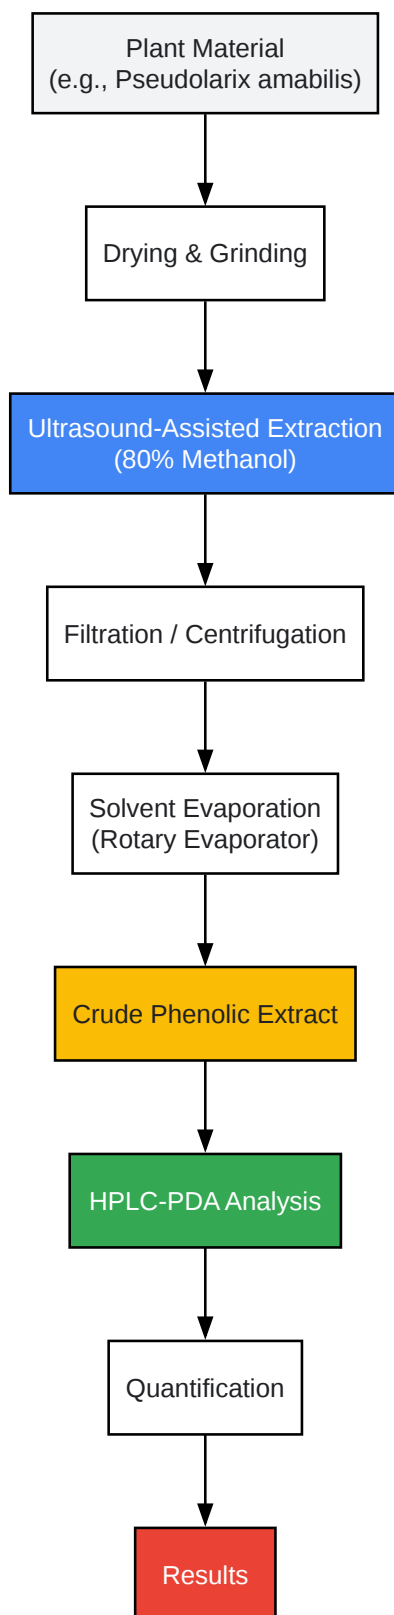 Plant Material
(e.g., Pseudolarix amabilis)
Drying & Grinding
Ultrasound-Assisted Extraction
(80% Methanol)
Filtration / Centrifugation
Solvent Evaporation
(Rotary Evaporator)
Crude Phenolic Extract
HPLC-PDA Analysis
Quantification
Results